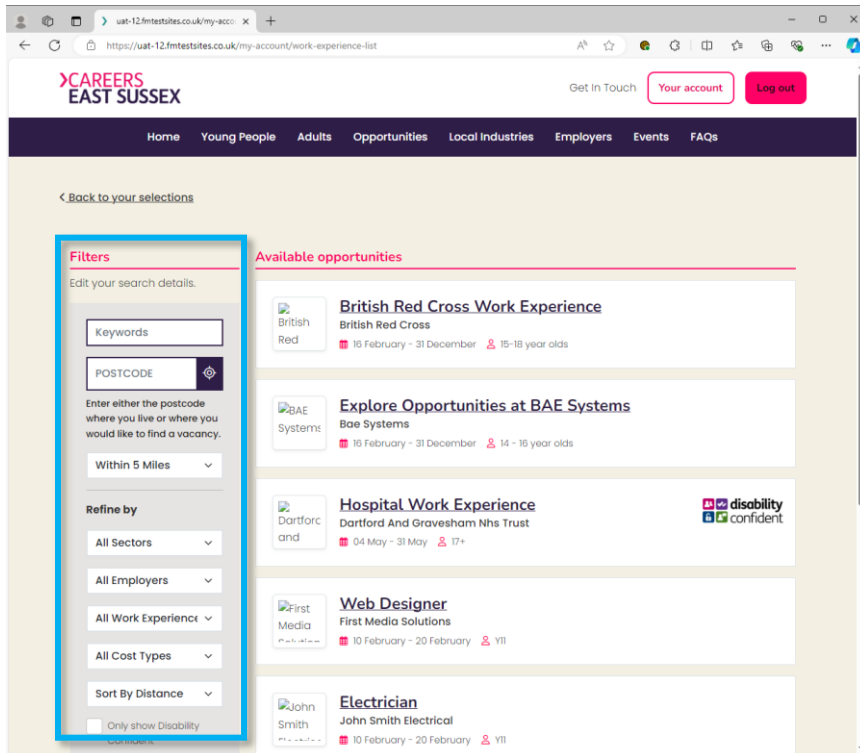 uat-12.fmtestsites.co.uk/my-acco
https://uat-12.fmtestsites.co.uk/my-account/work-experience-list
CAREERS
EAST SUSSEX
Get In Touch
Your account
Log out
Home Young People Adults Opportunities Local Industries Employers Events FAQs
Back to your selections
Filters
Edit your search details.
Keywords
POSTCODE
Enter either the postcode
where you live or where you
would like to find a vacancy.
Within 5 Miles
Refine by
All Sectors
All Employers
All Work Experience
All Cost Types
Sort By Distance
Only show Disability
Confident
Available opportunities
British
Red
British Red Cross Work Experience
British Red Cross
16 February - 31 December 15-18 year olds
BAE
Systems
Explore Opportunities at BAE Systems
Bae Systems
16 February - 31 December 14 - 16 year olds
Dartford
and
Hospital Work Experience
Dartford And Gravesham Nhs Trust
04 May - 31 May 17+
disability
confident
First
Media
Web Designer
First Media Solutions
10 February - 20 February Y11
John
Smith
Electrician
John Smith Electrical
10 February - 20 February Y11